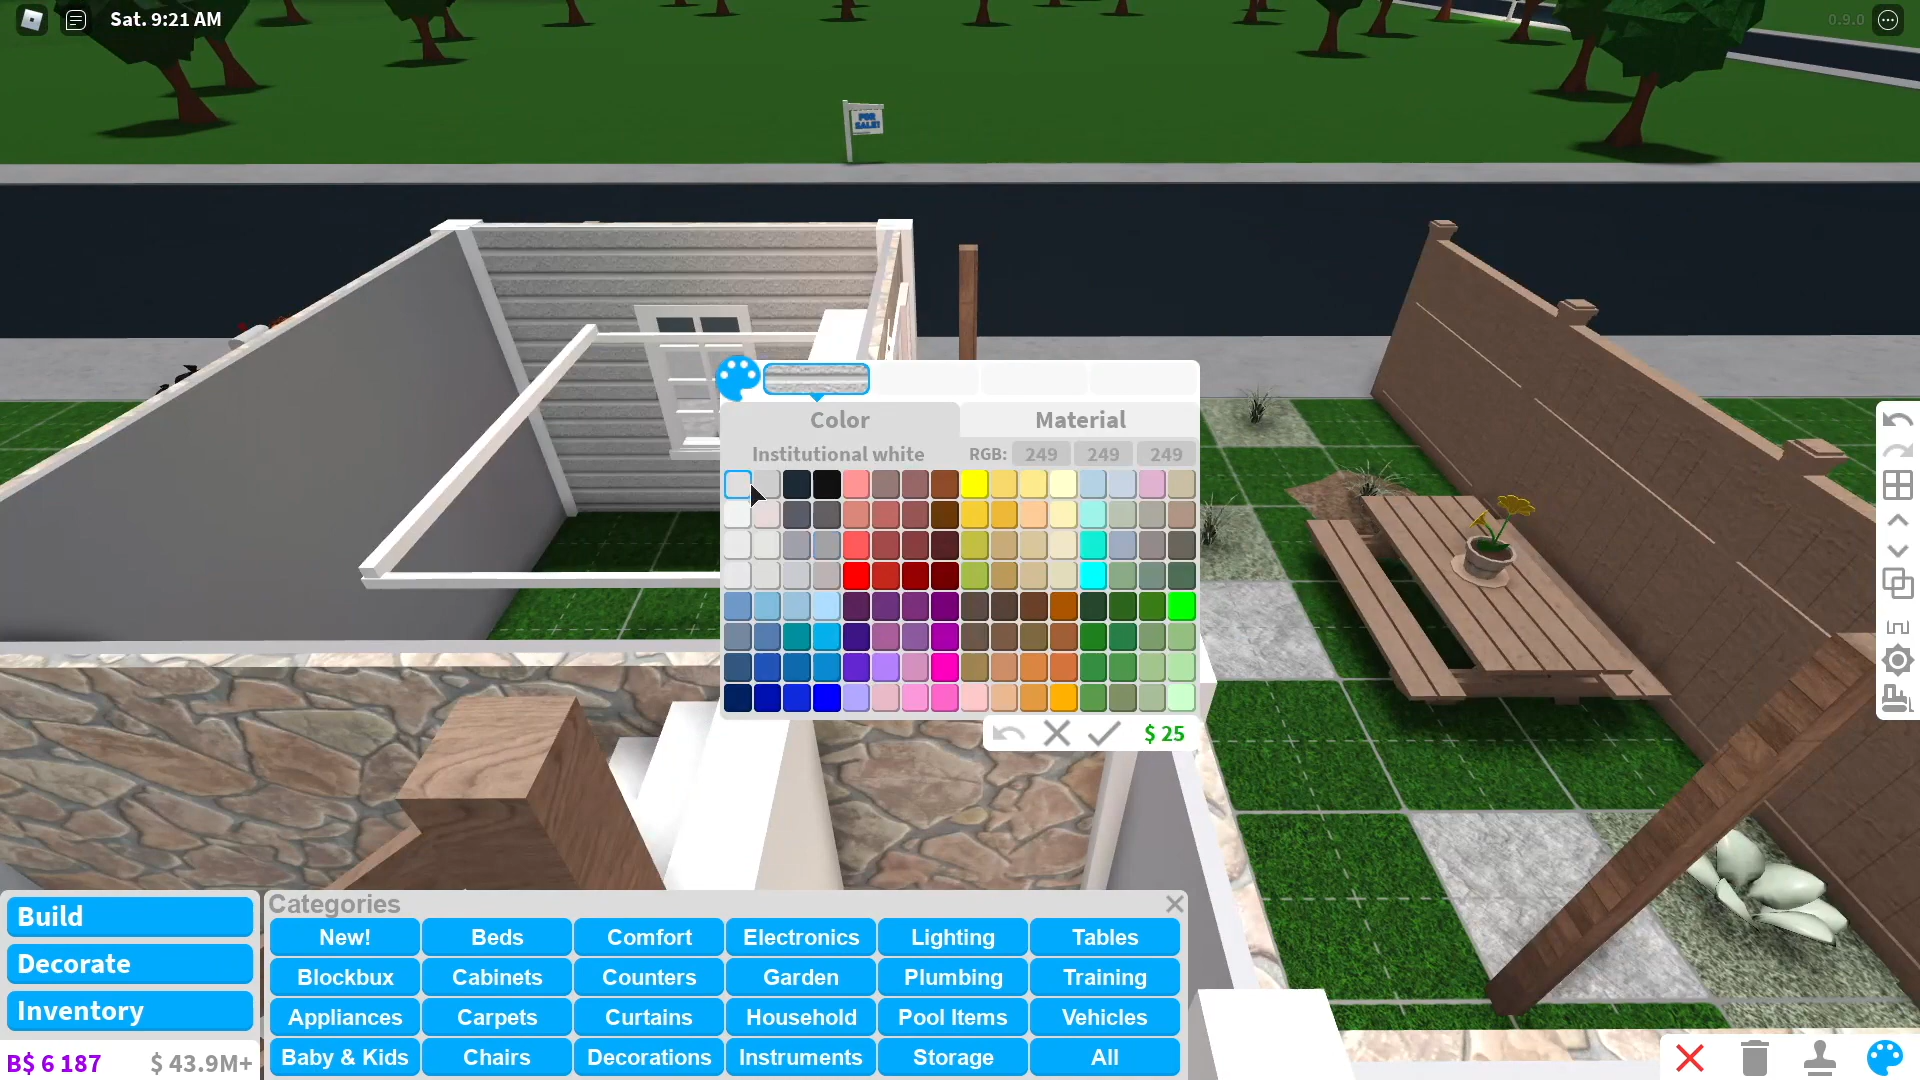 Sat. 9:21 AM
0.9.0
FOR
SALE!
Color
Material
Institutional white
RGB: 249 249 249
$ 25
Build
Decorate
Inventory
B$ 6 187
$ 43.9M+
Categories
New!
Beds
Comfort
Electronics
Lighting
Tables
Blockbux
Cabinets
Counters
Garden
Plumbing
Training
Appliances
Carpets
Curtains
Household
Pool Items
Vehicles
Baby & Kids
Chairs
Decorations
Instruments
Storage
All